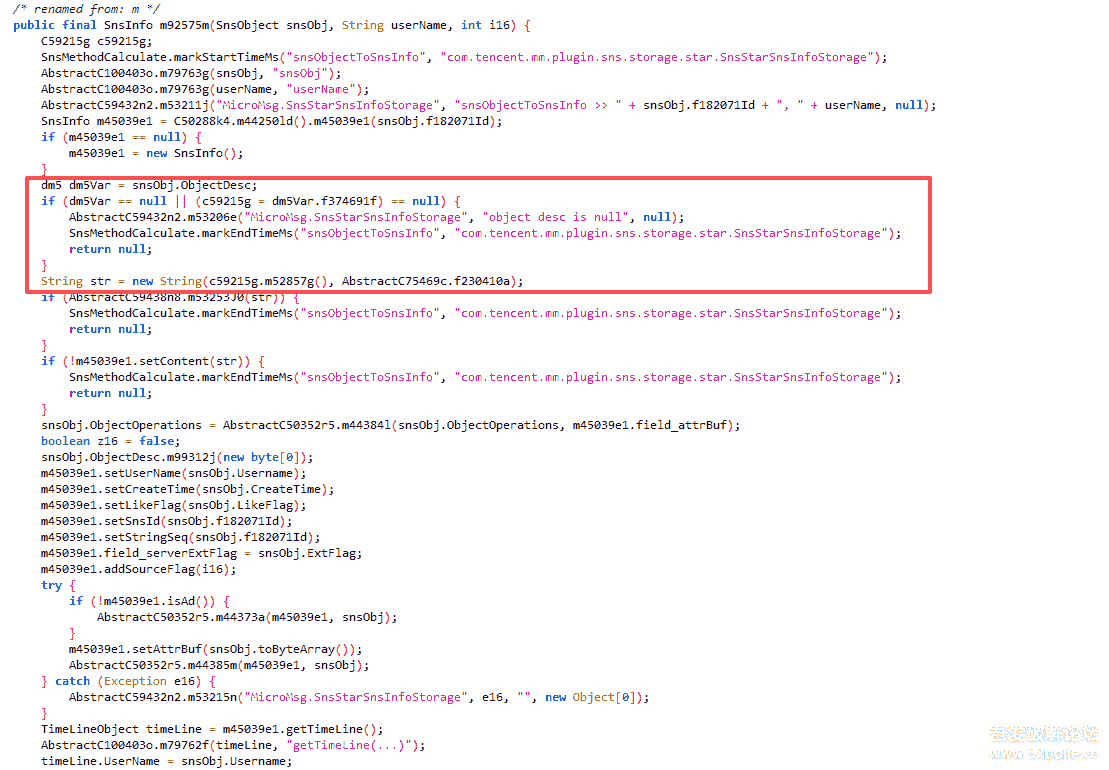 /* renamed from: m */
public final SnsInfo m92575m(SnsObject snsObj, String userName, int i16) {
    C59215g c59215g;
    SnsMethodCalculate.markStartTimeMs("snsObjectToSnsInfo", "com.tencent.mm.plugin.sns.storage.star.SnsStarSnsInfoStorage");
    AbstractC100403o.m79763g(snsObj, "snsObj");
    AbstractC100403o.m79763g(userName, "userName");
    AbstractC59432n2.m53211j("MicroMsg.SnsStarSnsInfoStorage", "snsObjectToSnsInfo >> " + snsObj.f182071Id + ", " + userName, null);
    SnsInfo m45039e1 = C50288k4.m44250ld().m45039e1(snsObj.f182071Id);
    if (m45039e1 == null) {
        m45039e1 = new SnsInfo();
    }
    dm5 dm5Var = snsObj.ObjectDesc;
    if (dm5Var == null || (c59215g = dm5Var.f374691f) == null) {
        AbstractC59432n2.m53206e("MicroMsg.SnsStarSnsInfoStorage", "object desc is null", null);
        SnsMethodCalculate.markEndTimeMs("snsObjectToSnsInfo", "com.tencent.mm.plugin.sns.storage.star.SnsStarSnsInfoStorage");
        return null;
    }
    String str = new String(c59215g.m52857g(), AbstractC75469c.f230410a);
    if (AbstractC59438n8.m53253J0(str)) {
        SnsMethodCalculate.markEndTimeMs("snsObjectToSnsInfo", "com.tencent.mm.plugin.sns.storage.star.SnsStarSnsInfoStorage");
        return null;
    }
    if (!m45039e1.setContent(str)) {
        SnsMethodCalculate.markEndTimeMs("snsObjectToSnsInfo", "com.tencent.mm.plugin.sns.storage.star.SnsStarSnsInfoStorage");
        return null;
    }
    snsObj.ObjectOperations = AbstractC50352r5.m44384l(snsObj.ObjectOperations, m45039e1.field_attrBuf);
    boolean z16 = false;
    snsObj.ObjectDesc.m99312j(new byte[0]);
    m45039e1.setUserName(snsObj.Username);
    m45039e1.setCreateTime(snsObj.CreateTime);
    m45039e1.setLikeFlag(snsObj.LikeFlag);
    m45039e1.setSnsId(snsObj.f182071Id);
    m45039e1.setStringSeq(snsObj.f182071Id);
    m45039e1.field_serverExtFlag = snsObj.ExtFlag;
    m45039e1.addSourceFlag(i16);
    try {
        if (!m45039e1.isAd()) {
            AbstractC50352r5.m44373a(m45039e1, snsObj);
        }
        m45039e1.setAttrBuf(snsObj.toByteArray());
        AbstractC50352r5.m44385m(m45039e1, snsObj);
    } catch (Exception e16) {
        AbstractC59432n2.m53215n("MicroMsg.SnsStarSnsInfoStorage", e16, "", new Object[0]);
    }
    TimeLineObject timeLine = m45039e1.getTimeLine();
    AbstractC100403o.m79762f(timeLine, "getTimeLine(...)");
    timeLine.UserName = snsObj.Username;